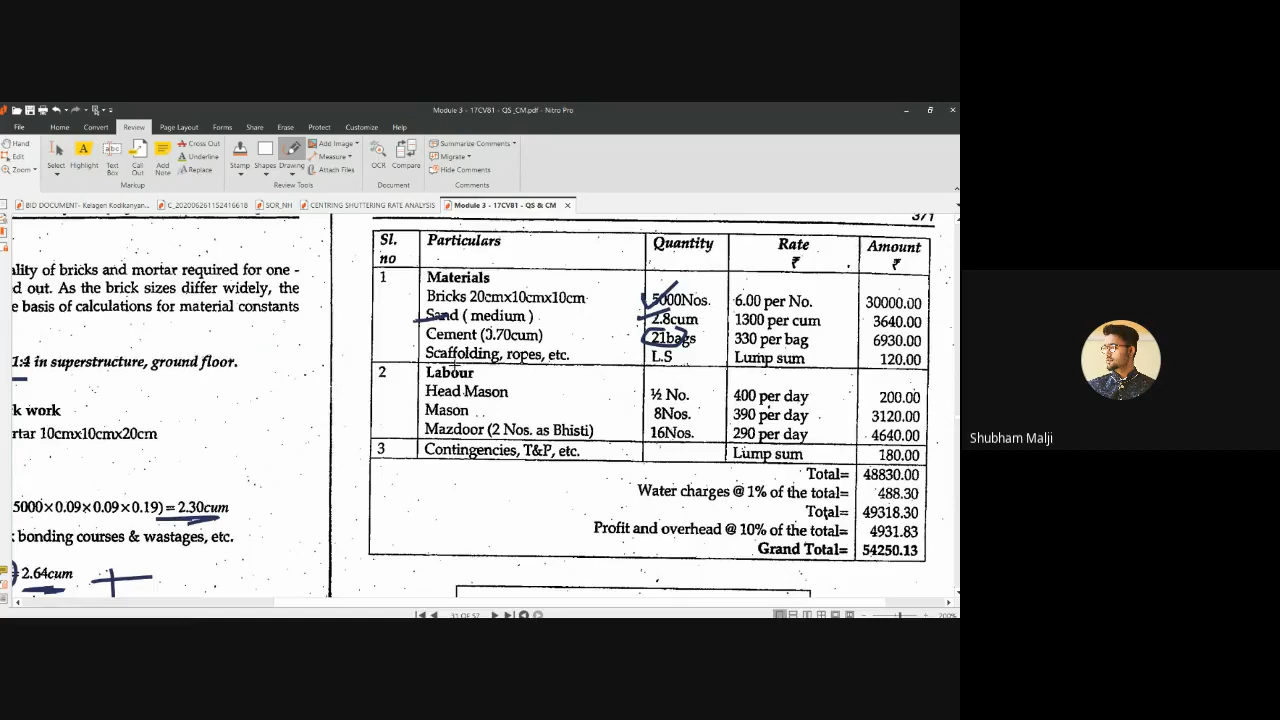 Module 3 - 17CV81 - QS_CM.pdf - Nitro Pro
File Home Convert Review Page Layout Forms Share Erase Protect Customize Help
Hand
Edit
Zoom
Select
Highlight
Text Box
Call Out
Add Note
Cross Out
Underline
Replace
Markup
Stamp
Shapes
Drawing
Add Image
Measure
Attach Files
Review Tools
OCR
Compare
Document
Summarize Comments
Migrate
Hide Comments
Comments
BID DOCUMENT- Kelageri Kodikanyan...
C_202006261152416618
SOR_NH
CENTRING SHUTTERING RATE ANALYSIS
Module 3 - 17CV81 - QS & CM
371
ality of bricks and mortar required for one -
d out. As the brick sizes differ widely, the
e basis of calculations for material constants
1:4 in superstructure, ground floor.
k work
rtar 10cmx10cmx20cm
5000×0.09×0.09×0.19) = 2.30cum
bonding courses & wastages, etc.
= 2.64cum
Sl. no Particulars Quantity Rate ₹ Amount ₹
1 Materials
Bricks 20cmx10cmx10cm 5000Nos. 6.00 per No. 30000.00
Sand ( medium ) 2.8cum 1300 per cum 3640.00
Cement (0.70cum) 21bags 330 per bag 6930.00
Scaffolding, ropes, etc. L.S Lump sum 120.00
2 Labour
Head Mason ½ No. 400 per day 200.00
Mason 8Nos. 390 per day 3120.00
Mazdoor (2 Nos. as Bhisti) 16Nos. 290 per day 4640.00
3 Contingencies, T&P, etc. Lump sum 180.00
Total= 48830.00
Water charges @ 1% of the total= 488.30
Total= 49318.30
Profit and overhead @ 10% of the total= 4931.83
Grand Total= 54250.13
31 OF 57
200%
Shubham Malji